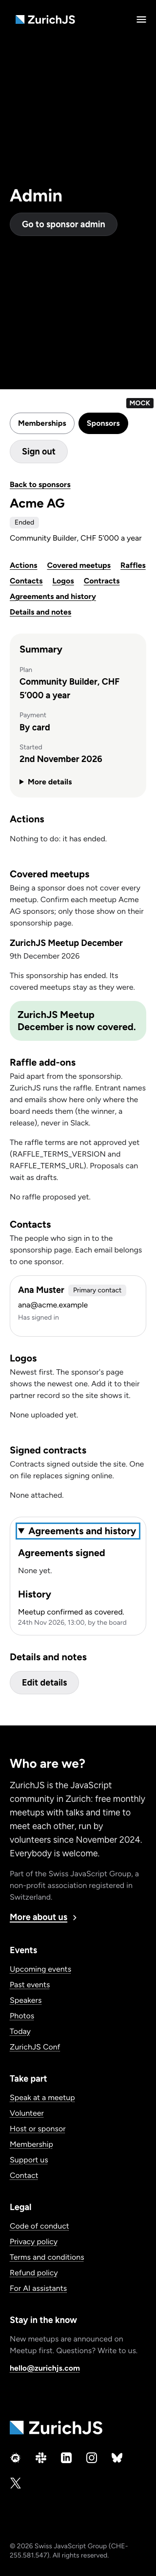 ZurichJS
Admin
Go to sponsor admin
MOCK
Memberships
Sponsors
Sign out
Back to sponsors
Acme AG
Ended
Community Builder, CHF 5'000 a year
Actions
Covered meetups
Raffles
Contacts
Logos
Contracts
Agreements and history
Details and notes
Summary
Plan
Community Builder, CHF
5'000 a year
Payment
By card
Started
2nd November 2026
More details
Actions
Nothing to do: it has ended.
Covered meetups
Being a sponsor does not cover every
meetup. Confirm each meetup Acme
AG sponsors; only those show on their
sponsorship page.
ZurichJS Meetup December
9th December 2026
This sponsorship has ended. Its
covered meetups stay as they were.
ZurichJS Meetup
December is now covered.
Raffle add-ons
Paid apart from the sponsorship.
ZurichJS runs the raffle. Entrant names
and emails show here only where the
board needs them (the winner, a
release), never in Slack.
The raffle terms are not approved yet
(RAFFLE_TERMS_VERSION and
RAFFLE_TERMS_URL). Proposals can
wait as drafts.
No raffle proposed yet.
Contacts
The people who sign in to the
sponsorship page. Each email belongs
to one sponsor.
Ana Muster
Primary contact
ana@acme.example
Has signed in
Logos
Newest first. The sponsor's page
shows the newest one. Add it to their
partner record so the site shows it.
None uploaded yet.
Signed contracts
Contracts signed outside the site. One
on file replaces signing online.
None attached.
Agreements and history
Agreements signed
None yet.
History
Meetup confirmed as covered.
24th Nov 2026, 13:00, by the board
Details and notes
Edit details
Who are we?
ZurichJS is the JavaScript
community in Zurich: free monthly
meetups with talks and time to
meet each other, run by
volunteers since November 2024.
Everybody is welcome.
Part of the Swiss JavaScript Group, a
non-profit association registered in
Switzerland.
More about us
Events
Upcoming events
Past events
Speakers
Photos
Today
ZurichJS Conf
Take part
Speak at a meetup
Volunteer
Host or sponsor
Membership
Support us
Contact
Legal
Code of conduct
Privacy policy
Terms and conditions
Refund policy
For AI assistants
Stay in the know
New meetups are announced on
Meetup first. Questions? Write to us.
hello@zurichjs.com
ZurichJS
© 2026 Swiss JavaScript Group (CHE-
255.581.547). All rights reserved.